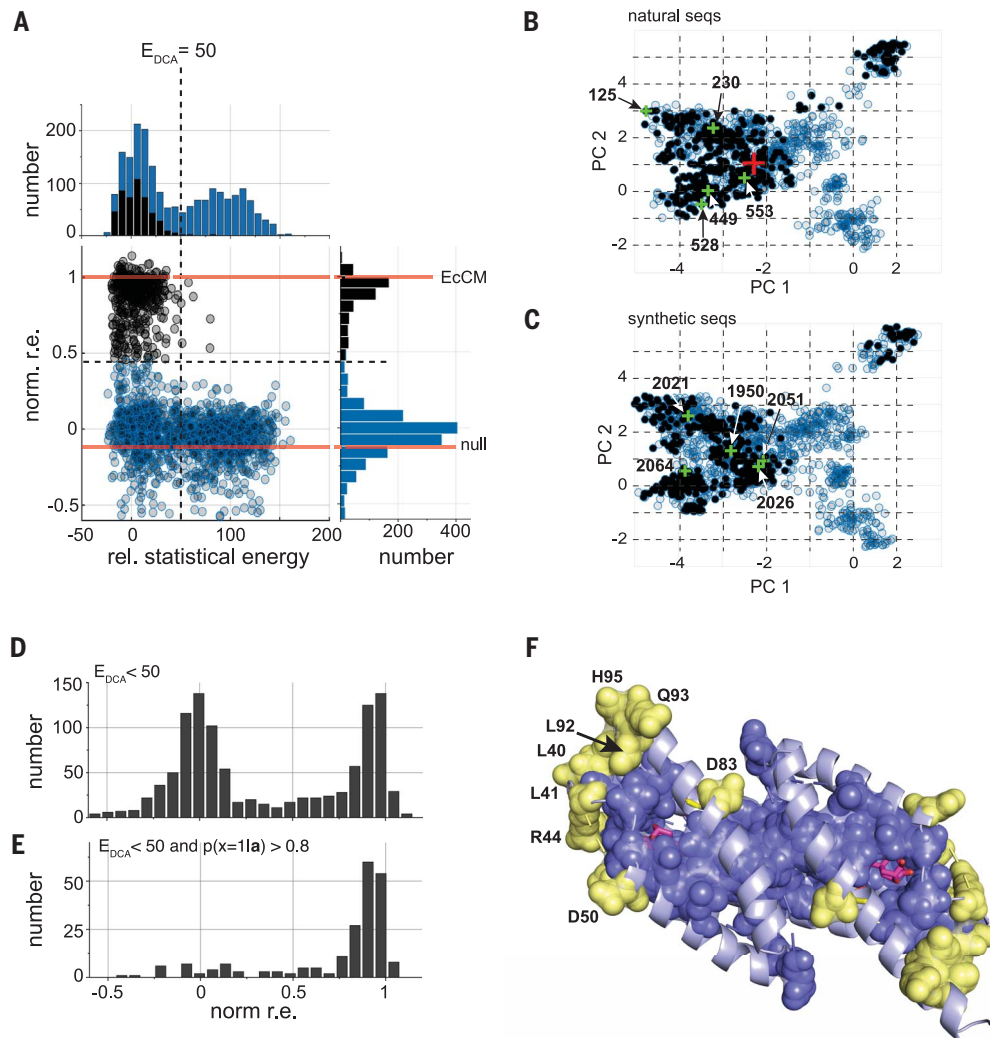 A
E_DCA = 50
200
100
0
number
1
0.5
0
-0.5
norm. r.e.
EcCM
null
-50
0
100
200
rel. statistical energy
0
200
400
number
B
natural seqs
125
230
449
553
528
4
2
0
-2
PC 2
-4
-2
0
2
PC 1
C
synthetic seqs
2021
1950
2051
2064
2026
4
2
0
-2
PC 2
-4
-2
0
2
PC 1
D
E_DCA < 50
150
100
50
0
number
E
E_DCA < 50 and p(x=1|a) > 0.8
50
25
0
number
-0.5
0
0.5
1
norm r.e.
F
H95
Q93
L92
L40
D83
L41
R44
D50